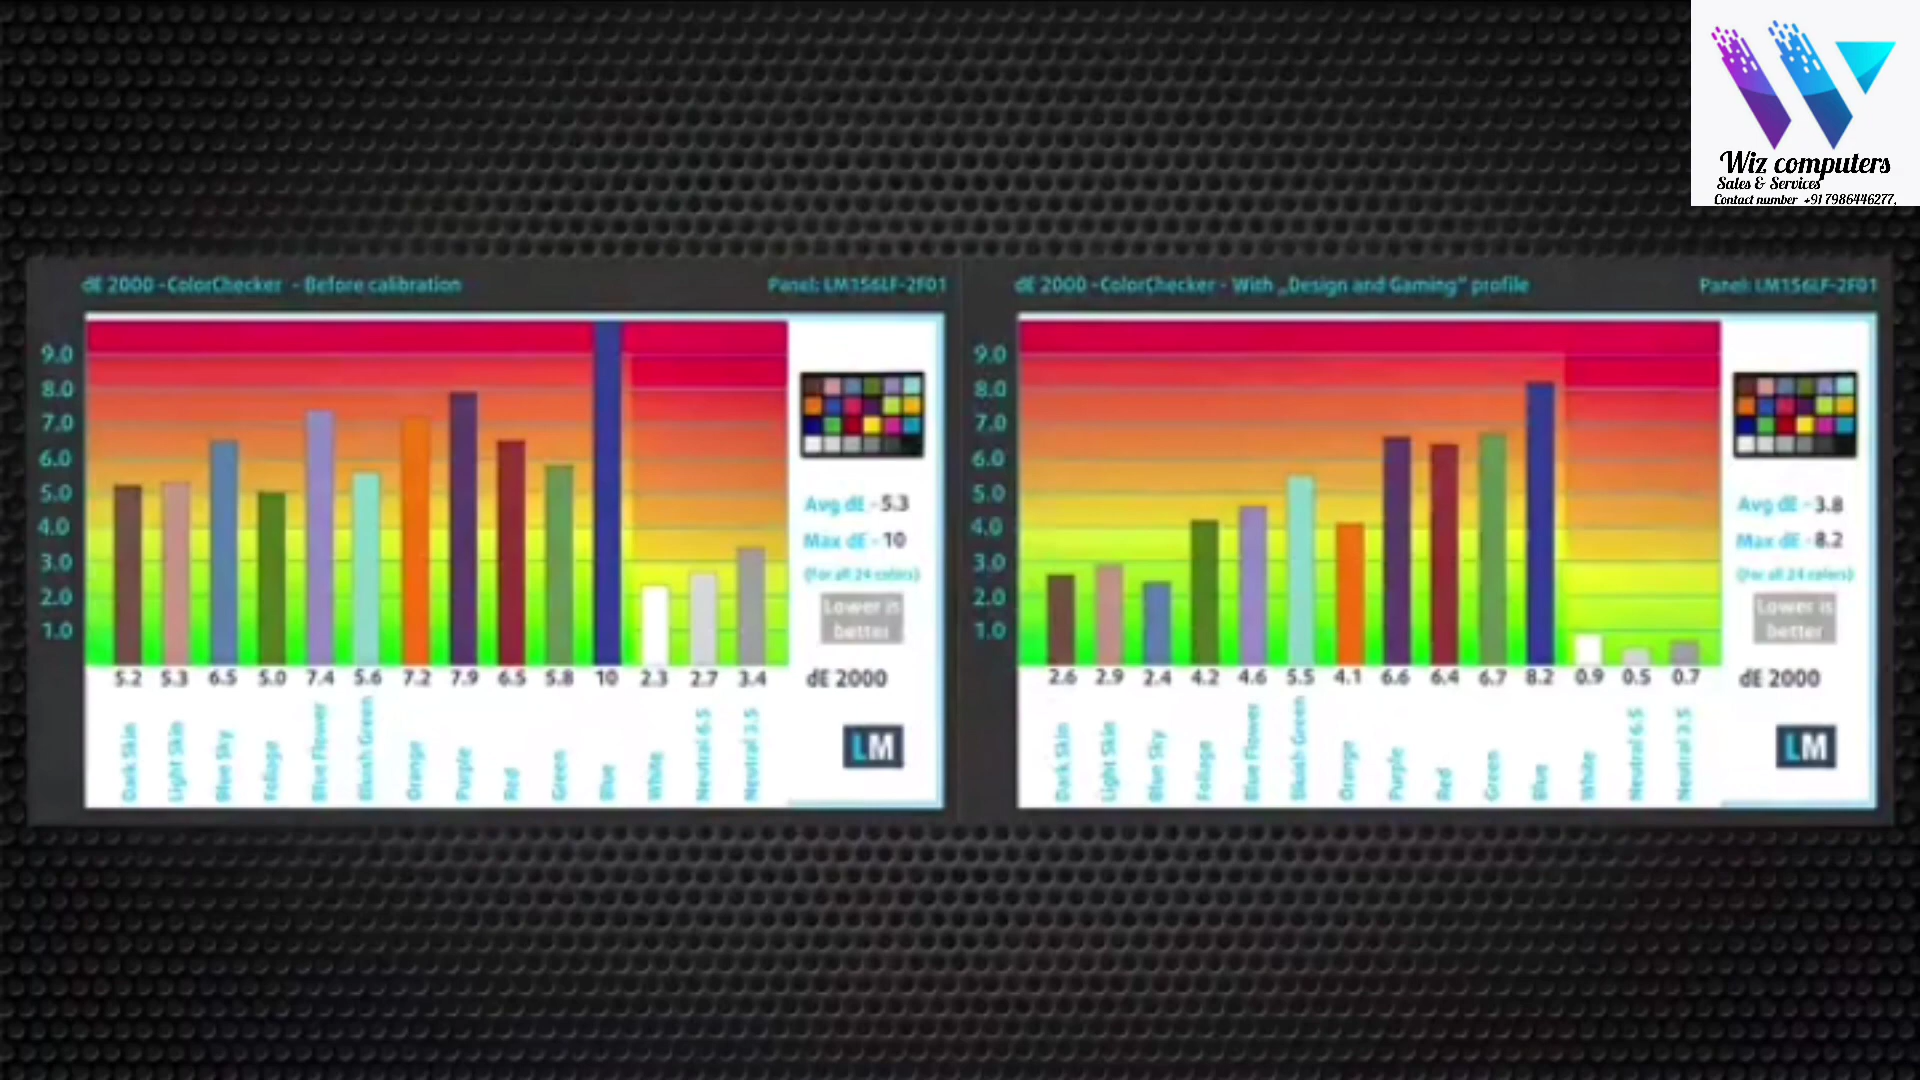 Wiz computers
Sales & Services
Contact number +91 7986446277,
dE 2000 -ColorChecker - Before calibration
Panel: LM156LF-2F01
9.0
8.0
7.0
6.0
5.0
4.0
3.0
2.0
1.0
Avg dE - 5.3
Max dE - 10
(For all 24 colors)
Lower is
better
5.2 5.3 6.5 5.0 7.4 5.6 7.2 7.9 6.5 5.8 10 2.3 2.7 3.4 dE 2000
Dark Skin
Light Skin
Blue Sky
Foliage
Blue Flower
Bluish Green
Orange
Purple
Red
Green
Blue
White
Neutral 6.5
Neutral 3.5
LM
dE 2000 -ColorChecker - With „Design and Gaming" profile
Panel: LM156LF-2F01
9.0
8.0
7.0
6.0
5.0
4.0
3.0
2.0
1.0
Avg dE - 3.8
Max dE - 8.2
(For all 24 colors)
Lower is
better
2.6 2.9 2.4 4.2 4.6 5.5 4.1 6.6 6.4 6.7 8.2 0.9 0.5 0.7 dE 2000
Dark Skin
Light Skin
Blue Sky
Foliage
Blue Flower
Bluish Green
Orange
Purple
Red
Green
Blue
White
Neutral 6.5
Neutral 3.5
LM